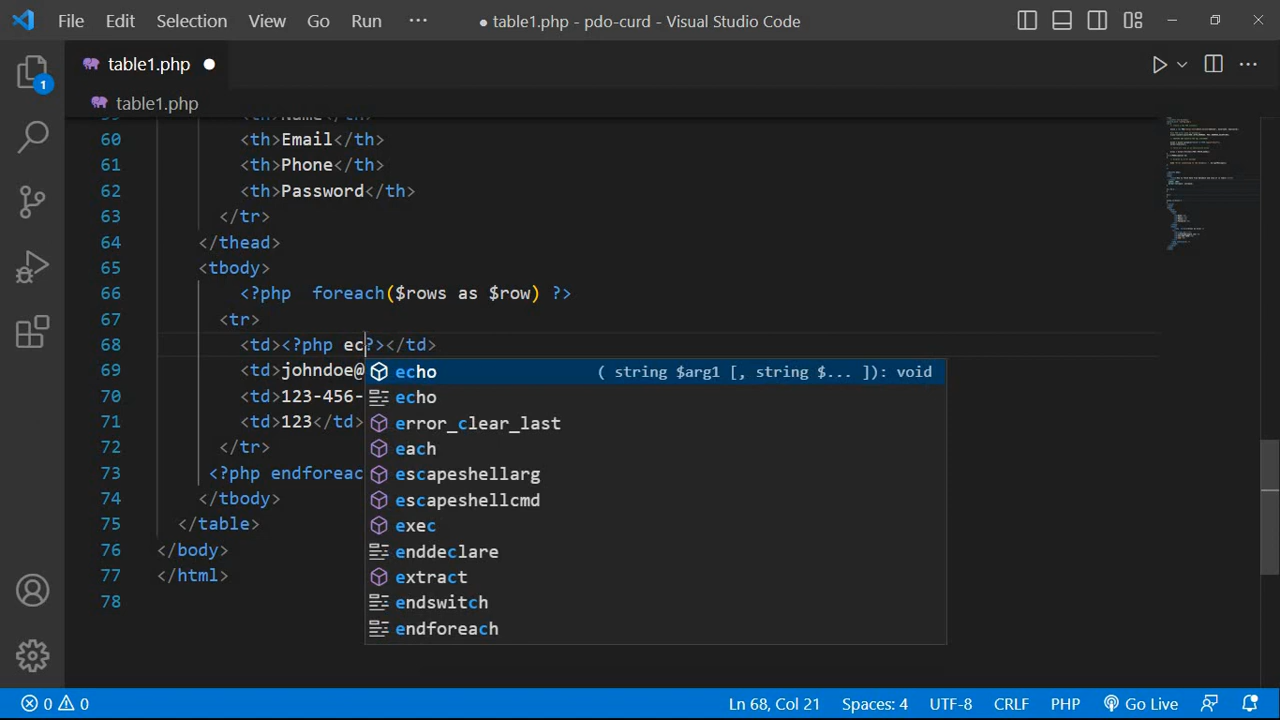 File Edit Selection View Go Run ··· ● table1.php - pdo-curd - Visual Studio Code
table1.php
table1.php
1
60 <th>Email</th>
61 <th>Phone</th>
62 <th>Password</th>
63 </tr>
64 </thead>
65 <tbody>
66 <?php  foreach($rows as $row) ?>
67 <tr>
68 <td><?php ec?></td>
69 <td>johndoe@
70 <td>123-456-
71 <td>123</td>
72 </tr>
73 <?php endforeac
74 </tbody>
75 </table>
76 </body>
77 </html>
78
echo ( string $arg1 [, string $... ]): void
echo
error_clear_last
each
escapeshellarg
escapeshellcmd
exec
enddeclare
extract
endswitch
endforeach
0 0 Ln 68, Col 21 Spaces: 4 UTF-8 CRLF PHP Go Live